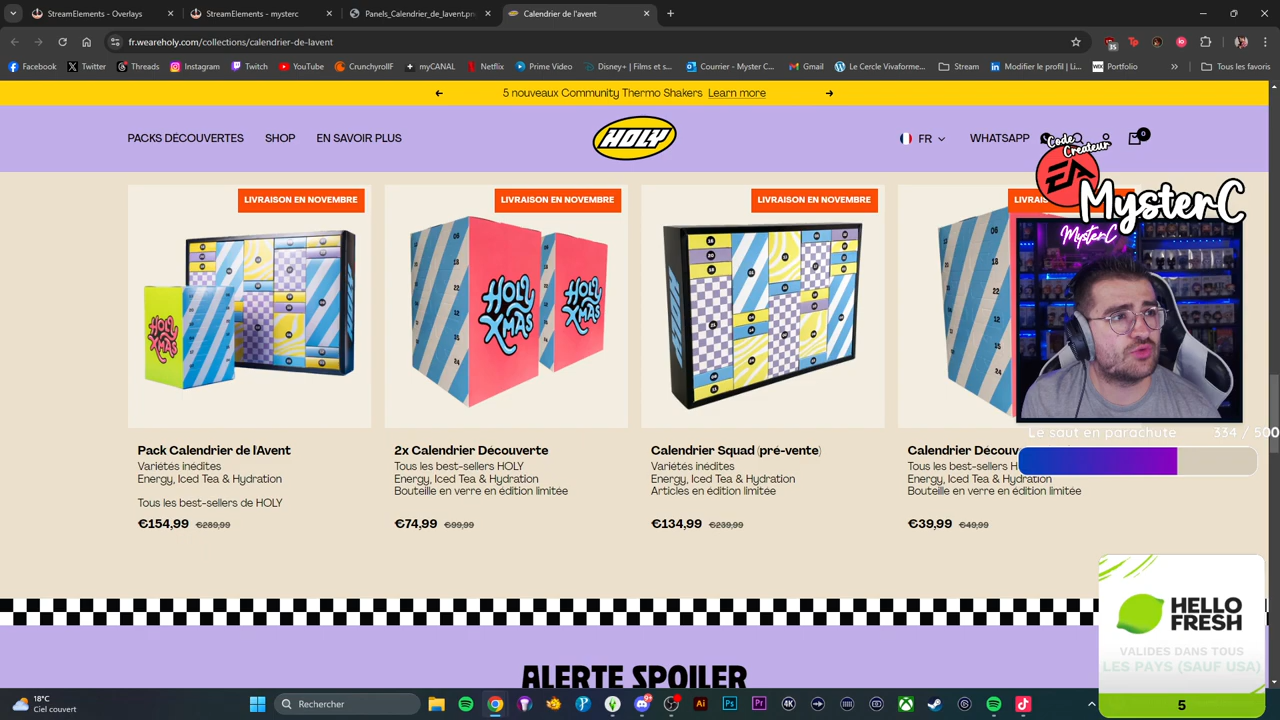 StreamElements - Overlays
StreamElements - mysterc
Panels_Calendrier_de_lavent.pn
Calendrier de l'avent
fr.weareholy.com/collections/calendrier-de-lavent
Facebook
Twitter
Threads
Instagram
Twitch
YouTube
CrunchyrollF
myCANAL
Netflix
Prime Video
Disney+ | Films et s...
Courrier - Myster C...
Gmail
Le Cercle Vivaforme...
Stream
Modifier le profil | Li...
Portfolio
Tous les favoris
5 nouveaux Community Thermo Shakers Learn more
PACKS DÉCOUVERTES
SHOP
EN SAVOIR PLUS
HOLY
FR
WHATSAPP
0
Code
Createur
EA
MysterC
MysterC
LIVRAISON EN NOVEMBRE
LIVRAISON EN NOVEMBRE
LIVRAISON EN NOVEMBRE
LIVRAIS
HOLY
XMAS
HOLY
XMAS
HOLY
XMAS
Pack Calendrier de l'Avent
Variétés inédites
Energy, Iced Tea & Hydration
Tous les best-sellers de HOLY
€154,99 €289,99
2x Calendrier Découverte
Tous les best-sellers HOLY
Energy, Iced Tea & Hydration
Bouteille en verre en édition limitée
€74,99 €99,99
Calendrier Squad (pré-vente)
Variétés inédites
Energy, Iced Tea & Hydration
Articles en édition limitée
€134,99 €239,99
Calendrier Découv
Tous les best-sellers HOLY
Energy, Iced Tea & Hydration
Bouteille en verre en édition limitée
€39,99 €49,99
Le saut en parachute 334 / 500
ALERTE SPOILER
HELLO
FRESH
VALIDES DANS TOUS
LES PAYS (SAUF USA)
5
18°C
Ciel couvert
Rechercher